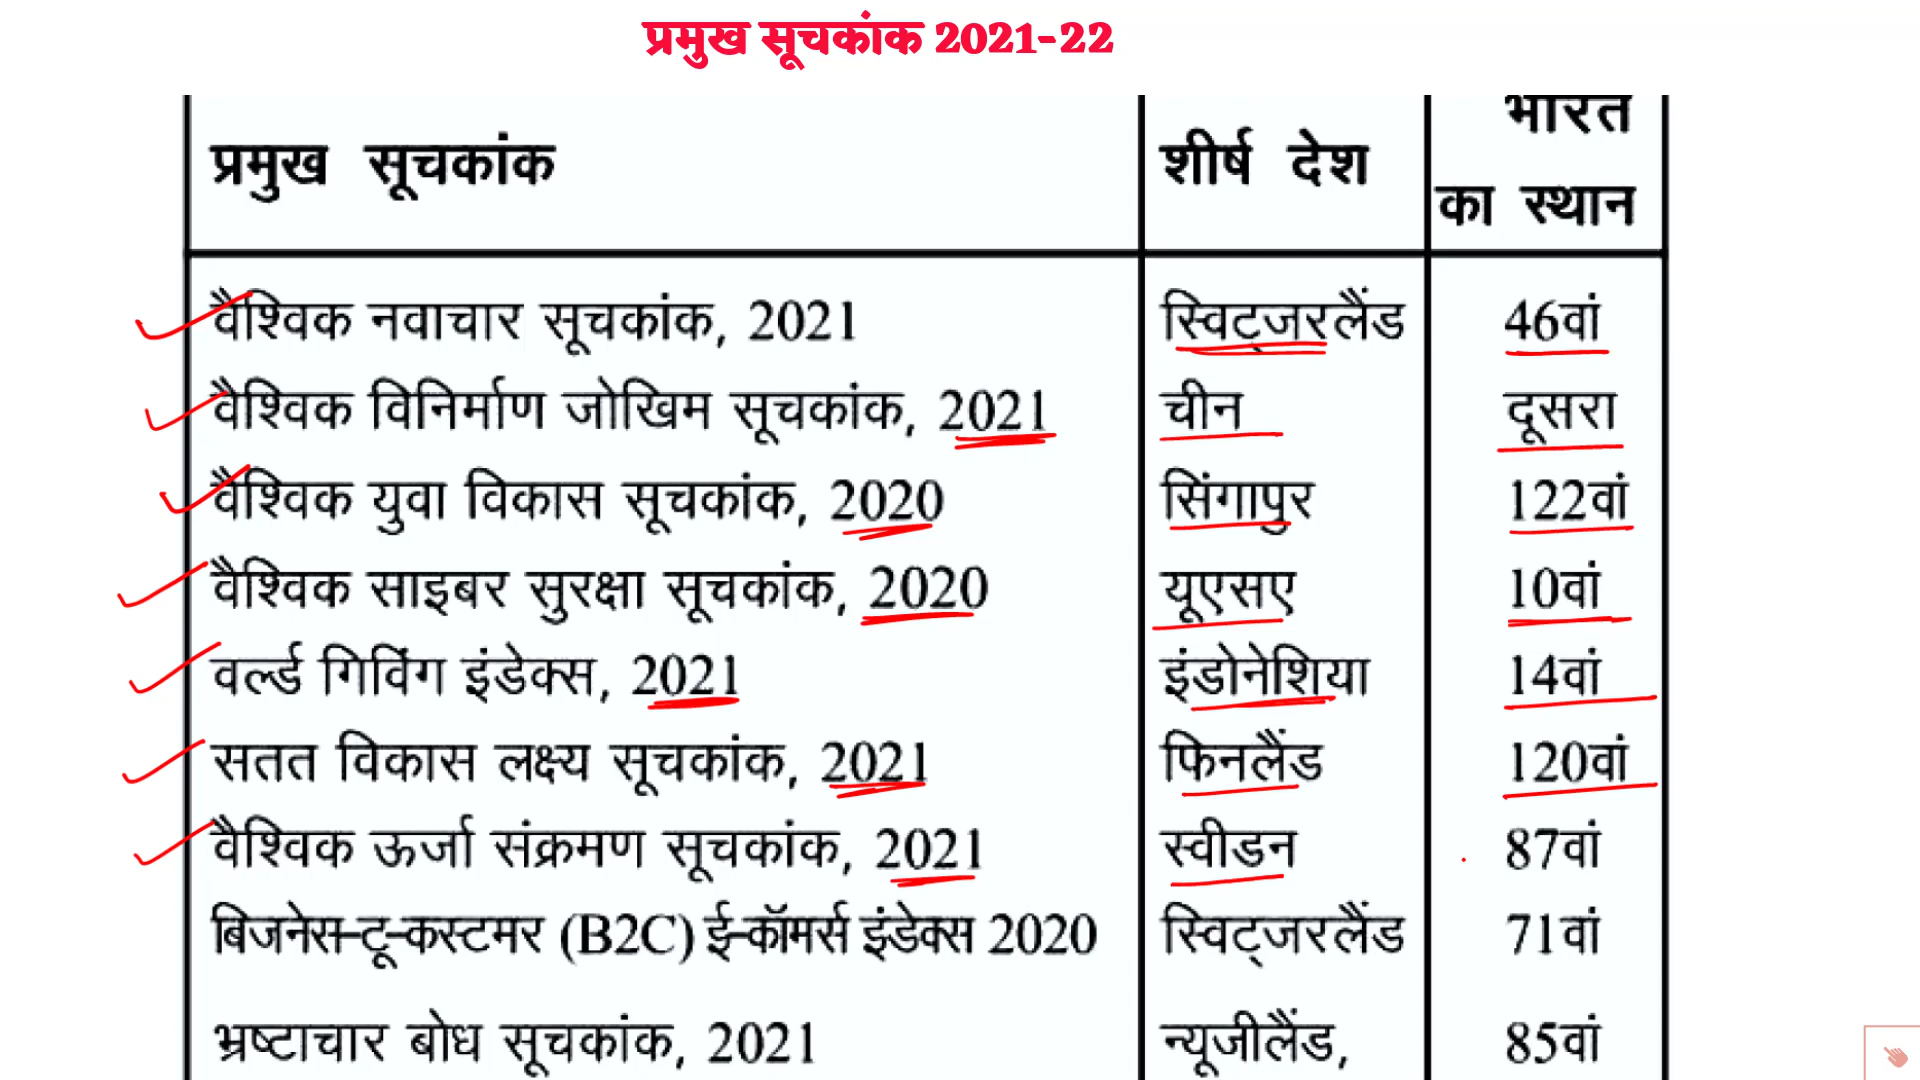 प्रमुख सूचकांक 2021-22
प्रमुख सूचकांक शीर्ष देश भारत का स्थान
वैश्विक नवाचार सूचकांक, 2021 स्विट्जरलैंड 46वां
वैश्विक विनिर्माण जोखिम सूचकांक, 2021 चीन दूसरा
वैश्विक युवा विकास सूचकांक, 2020 सिंगापुर 122वां
वैश्विक साइबर सुरक्षा सूचकांक, 2020 यूएसए 10वां
वर्ल्ड गिविंग इंडेक्स, 2021 इंडोनेशिया 14वां
सतत विकास लक्ष्य सूचकांक, 2021 फिनलैंड 120वां
वैश्विक ऊर्जा संक्रमण सूचकांक, 2021 स्वीडन 87वां
बिजनेस-टू-कस्टमर (B2C) ई-कॉमर्स इंडेक्स 2020 स्विट्जरलैंड 71वां
भ्रष्टाचार बोध सूचकांक, 2021 न्यूजीलैंड, 85वां